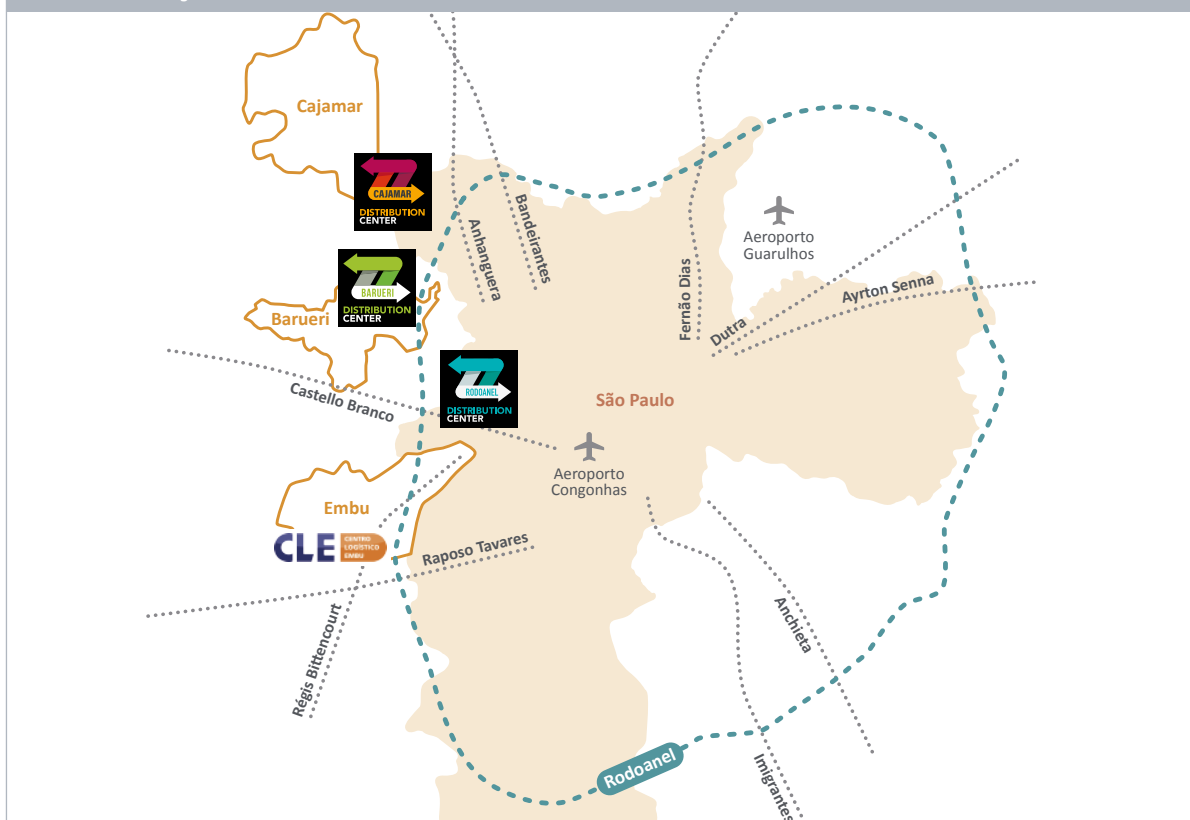 Cajamar
CAJAMAR
DISTRIBUTION
CENTER
Bandeirantes
Anhanguera
Aeroporto
Guarulhos
Fernão Dias
Ayrton Senna
Dutra
BARUERI
DISTRIBUTION
CENTER
Barueri
Castello Branco
RODOANEL
DISTRIBUTION
CENTER
São Paulo
Aeroporto
Congonhas
Embu
CLE
CENTRO
LOGÍSTICO
EMBU
Raposo Tavares
Régis Bittencourt
Anchieta
Rodoanel
Imigrantes